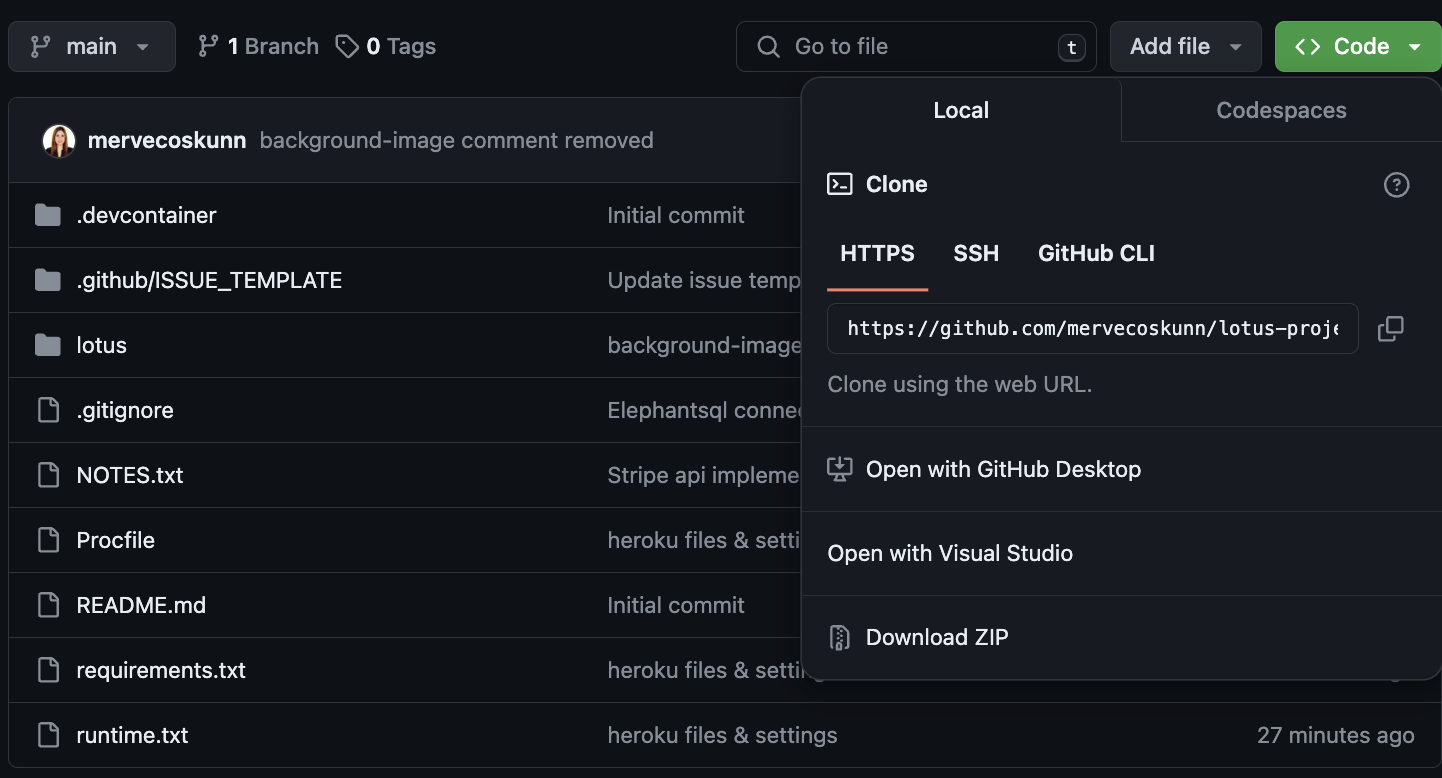 main 1 Branch 0 Tags Go to file t Add file Code
Local Codespaces
mervecoskunn background-image comment removed
Clone
.devcontainer Initial commit
HTTPS SSH GitHub CLI
.github/ISSUE_TEMPLATE Update issue temp
https://github.com/mervecoskunn/lotus-proje
lotus background-image
Clone using the web URL.
.gitignore Elephantsql conne
Open with GitHub Desktop
NOTES.txt Stripe api impleme
Procfile heroku files & setti
Open with Visual Studio
README.md Initial commit
Download ZIP
requirements.txt heroku files & setting
runtime.txt heroku files & settings 27 minutes ago